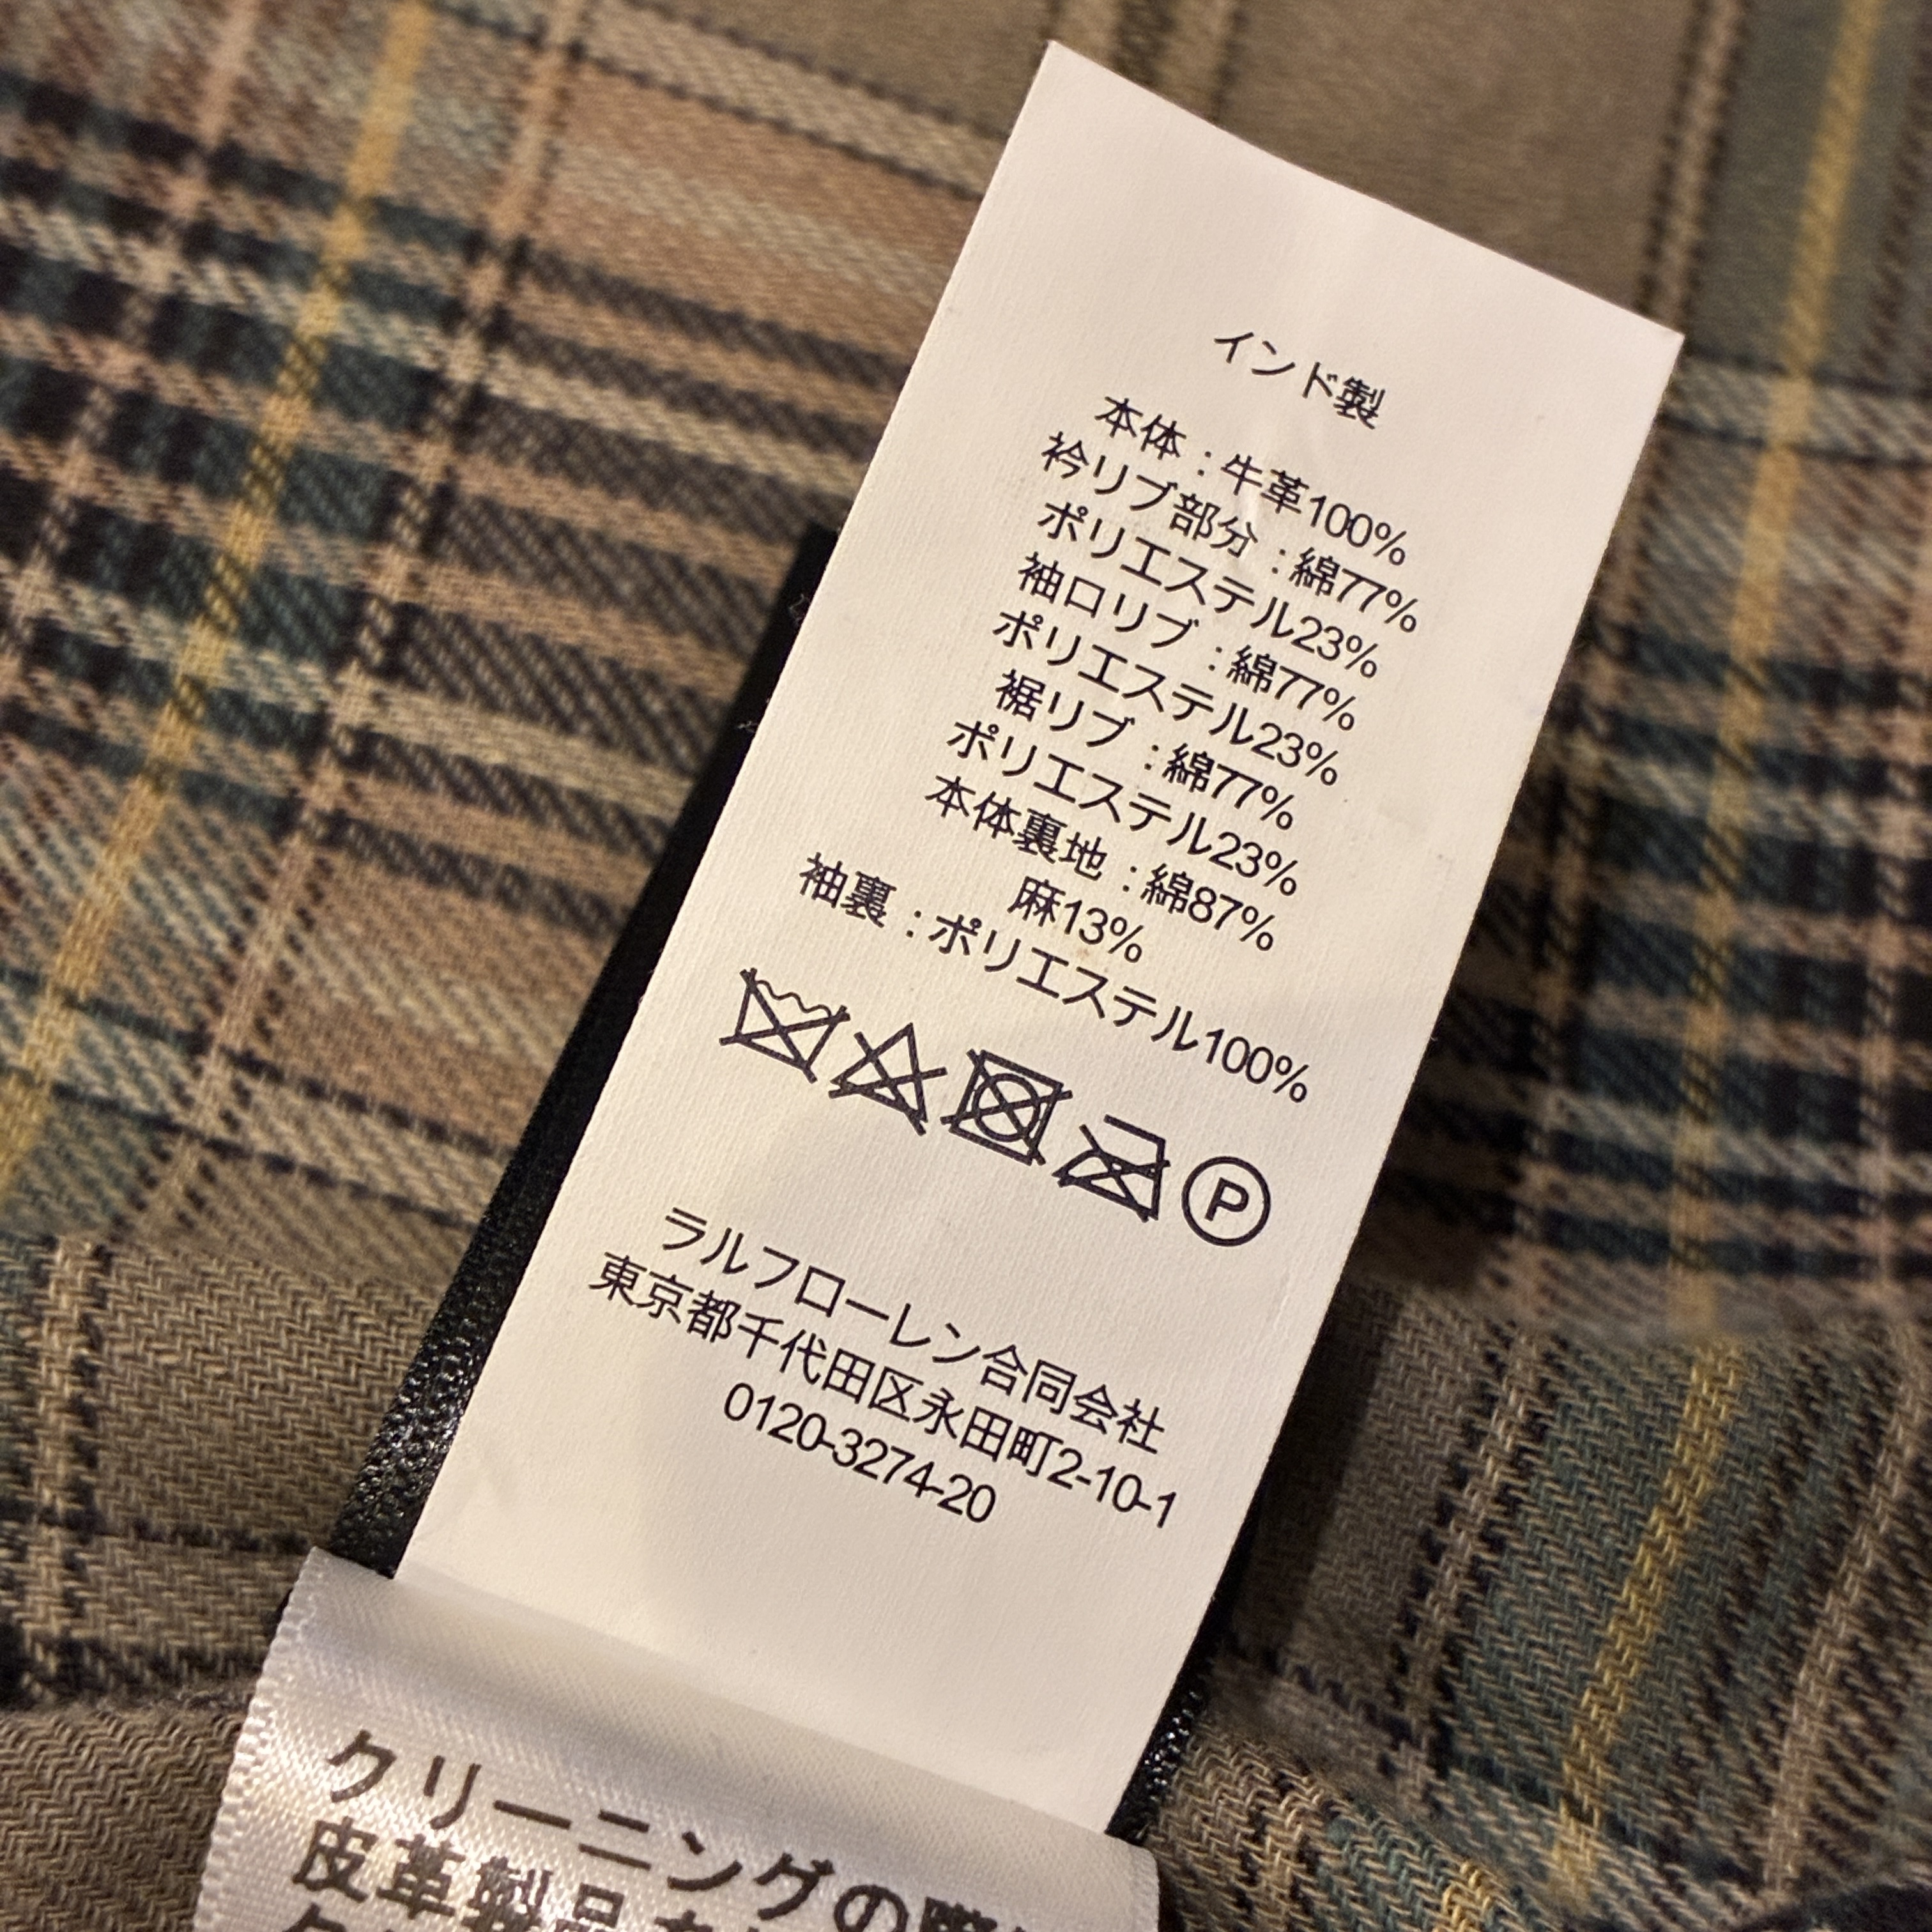 インド製
本体 : 牛革100%
衿リブ部分 : 綿77%
ポリエステル23%
袖口リブ : 綿77%
ポリエステル23%
裾リブ : 綿77%
ポリエステル23%
本体裏地 : 綿87%
麻13%
袖裏 : ポリエステル100%
P
ラルフローレン合同会社
東京都千代田区永田町2-10-1
0120-3274-20
クリーニングの際
皮革製品